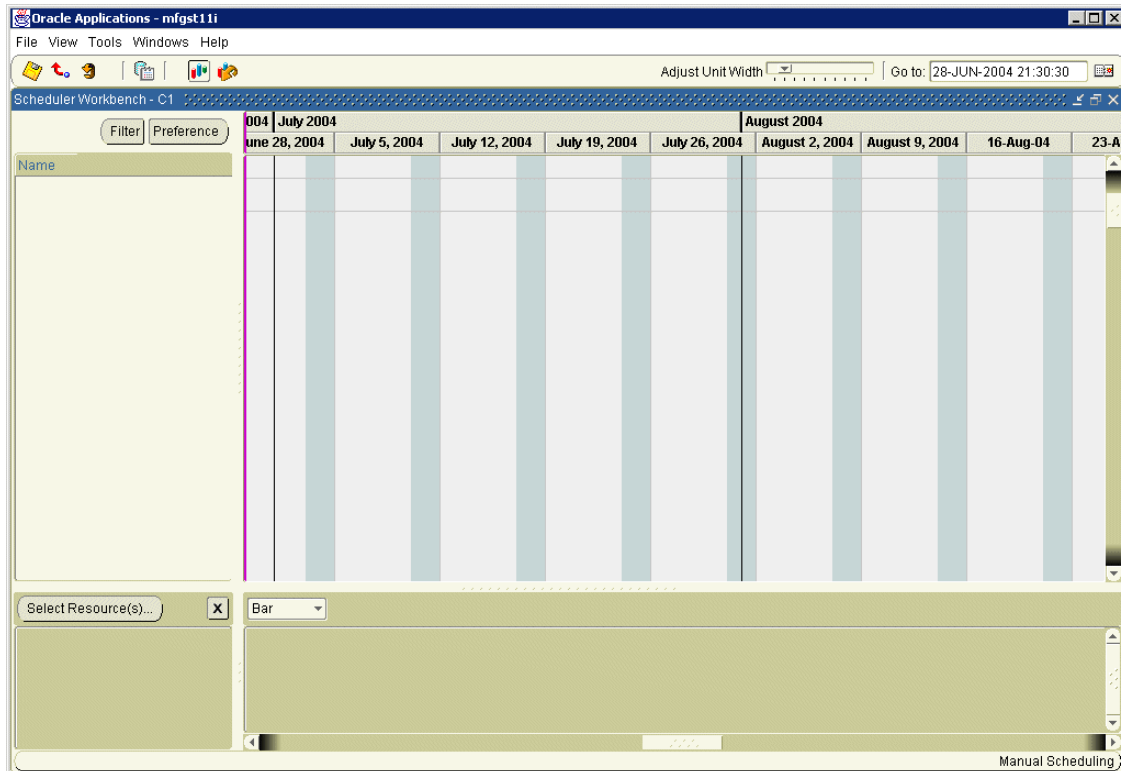 Oracle Applications - mfgst11i
File View Tools Windows Help
Adjust Unit Width Go to: 28-JUN-2004 21:30:30
Scheduler Workbench - C1
Filter Preference
004 July 2004 August 2004
une 28, 2004 July 5, 2004 July 12, 2004 July 19, 2004 July 26, 2004 August 2, 2004 August 9, 2004 16-Aug-04 23-A
Name
Select Resource(s)... X Bar
Manual Scheduling